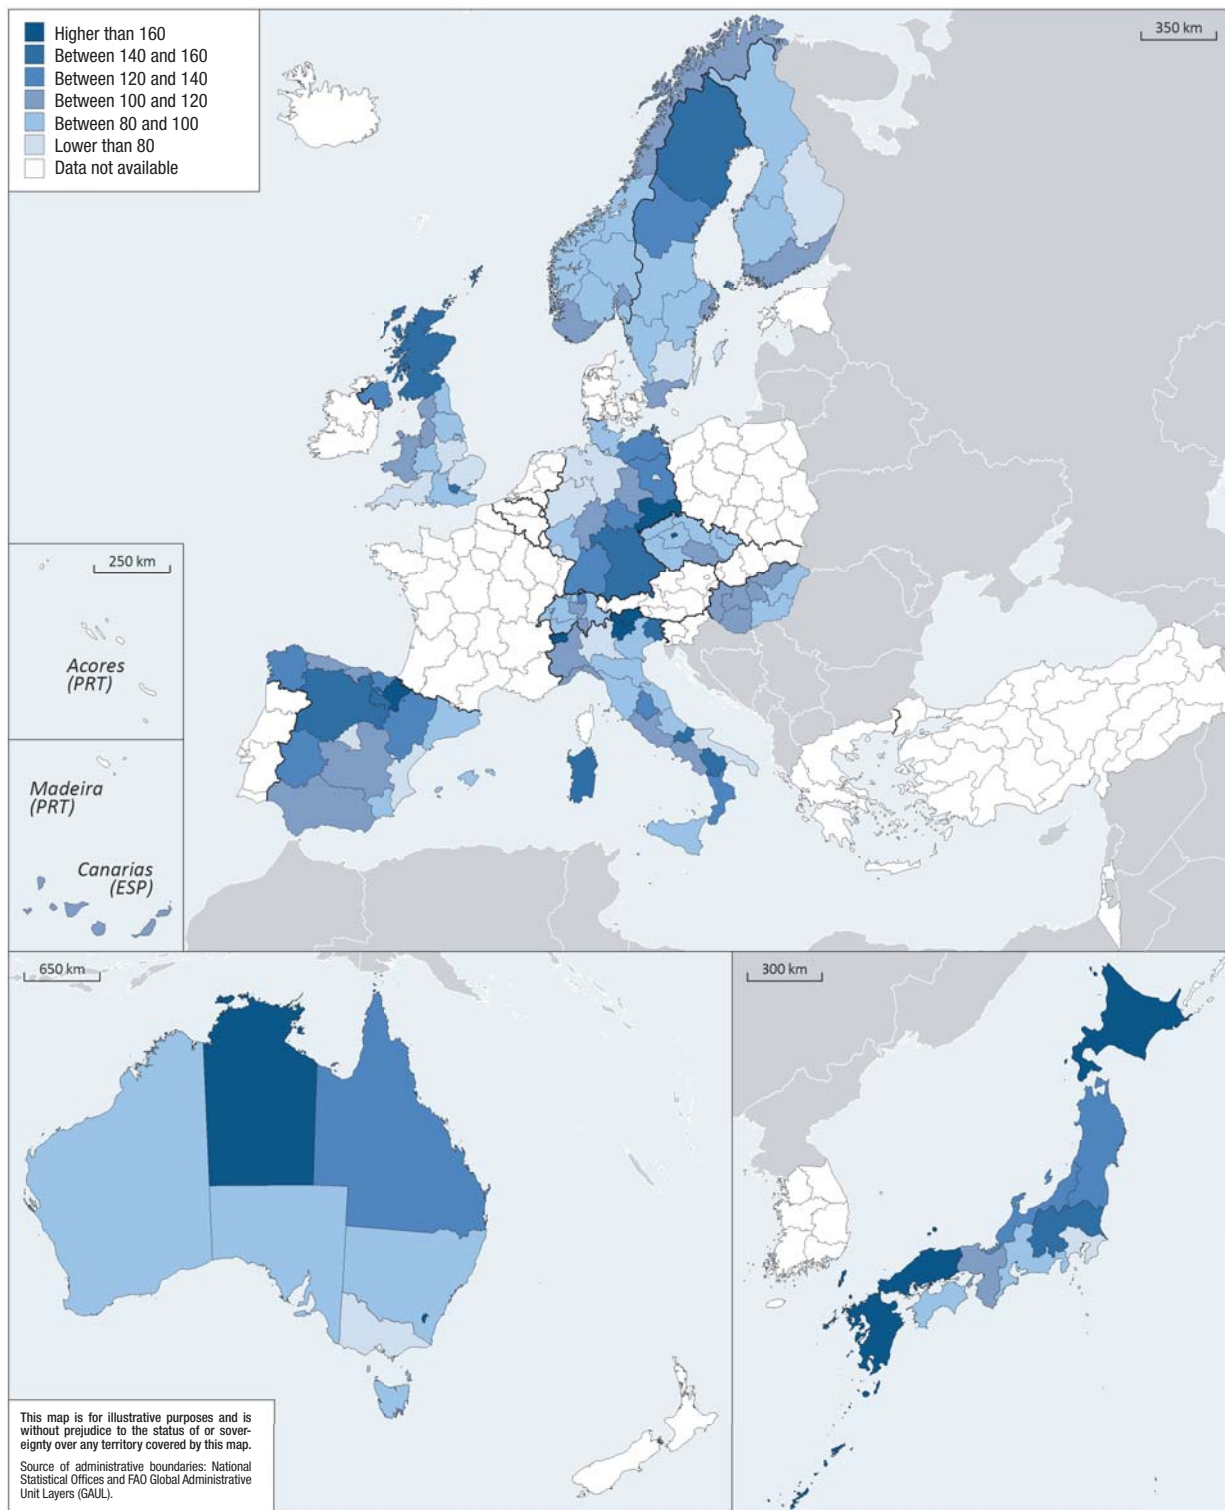 Higher than 160
Between 140 and 160
Between 120 and 140
Between 100 and 120
Between 80 and 100
Lower than 80
Data not available
350 km
250 km
Acores
(PRT)
Madeira
(PRT)
Canarias
(ESP)
650 km
300 km
This map is for illustrative purposes and is
without prejudice to the status of or sover-
eignty over any territory covered by this map.
Source of administrative boundaries: National
Statistical Offices and FAO Global Administrative
Unit Layers (GAUL).